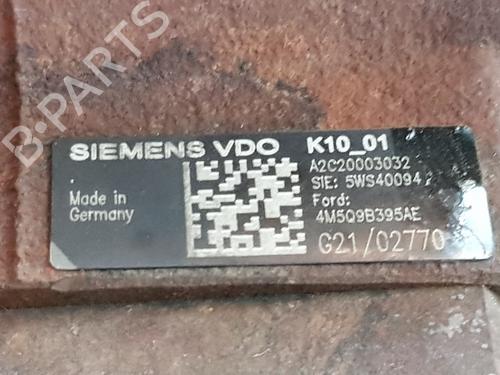 SIEMENS VDO K10_01
A2C20003032
SIE: 5WS40094
Made in
Germany
Ford:
4M5Q9B395AE
G21/02770
B-PARTS